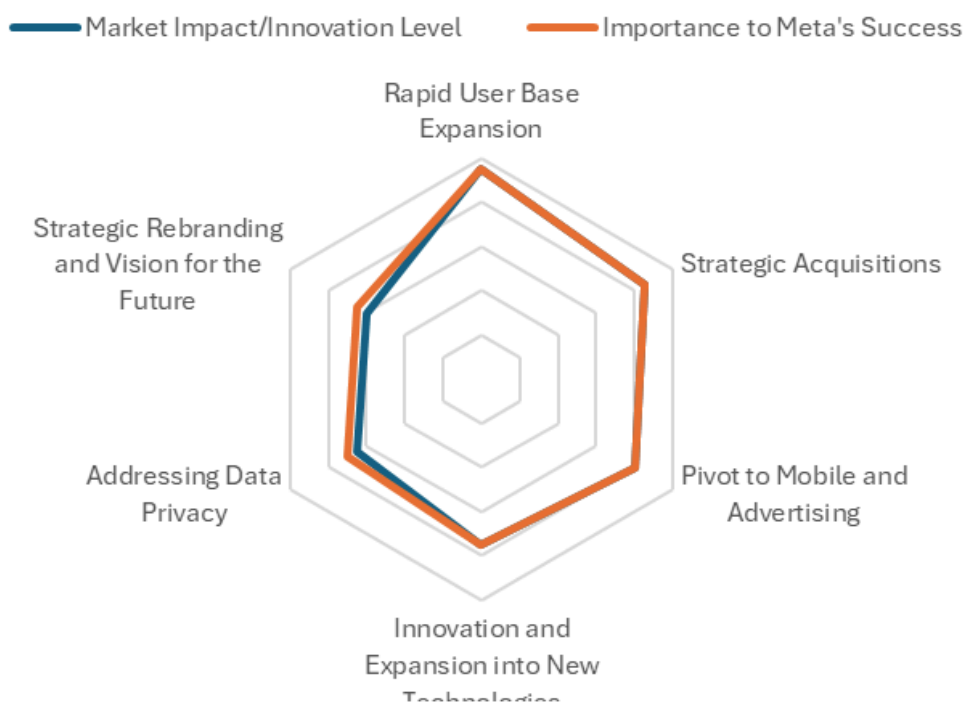 Market Impact/Innovation Level
Importance to Meta's Success
Rapid User Base
Expansion
Strategic Rebranding
and Vision for the
Future
Strategic Acquisitions
Addressing Data
Privacy
Pivot to Mobile and
Advertising
Innovation and
Expansion into New
Technologies